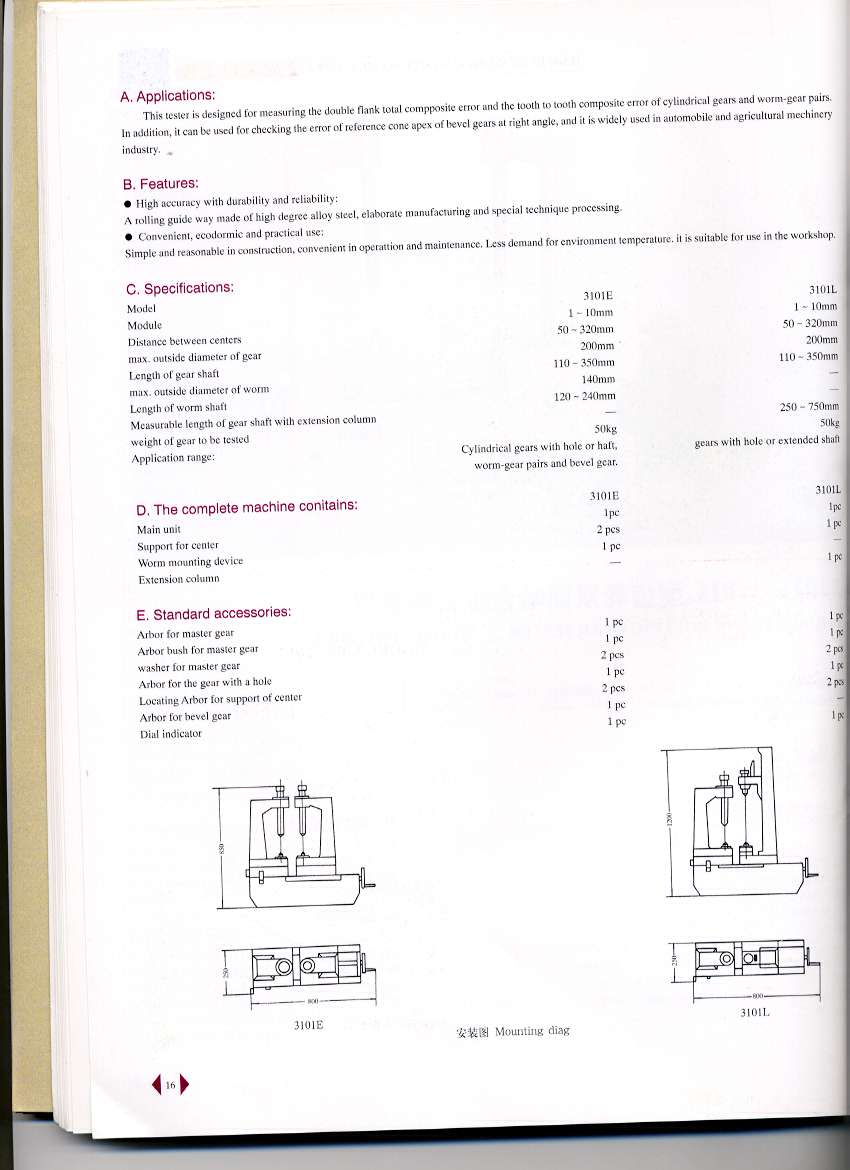 A. Applications:
This tester is designed for measuring the double flank total compposite error and the tooth to tooth composite error of cylindrical gears and worm-gear pairs.
In addition, it can be used for checking the error of reference cone apex of bevel gears at right angle, and it is widely used in automobile and agricultural mechinery
industry.
B. Features:
● High accuracy with durability and reliability:
A rolling guide way made of high degree alloy steel, elaborate manufacturing and special technique processing.
● Convenient, ecodormic and practical use:
Simple and reasonable in construction, convenient in operattion and maintenance. Less demand for environment temperature. it is suitable for use in the workshop.
C. Specifications:
Model 3101E 3101L
Module 1 ~ 10mm 1 ~ 10mm
Distance between centers 50 ~ 320mm 50 ~ 320mm
max. outside diameter of gear 200mm 200mm
Length of gear shaft 110 ~ 350mm 110 ~ 350mm
max. outside diameter of worm 140mm —
Length of worm shaft 120 ~ 240mm —
Measurable length of gear shaft with extension column — 250 ~ 750mm
weight of gear to be tested 50kg 50kg
Application range: Cylindrical gears with hole or haft, gears with hole or extended shaft
worm-gear pairs and bevel gear.
D. The complete machine conitains: 3101E 3101L
Main unit 1pc 1pc
Support for center 2 pcs 1 pc
Worm mounting device 1 pc —
Extension column — 1 pc
E. Standard accessories:
Arbor for master gear 1 pc 1 pc
Arbor bush for master gear 1 pc 1 pc
washer for master gear 2 pcs 2 pcs
Arbor for the gear with a hole 1 pc 1 pc
Locating Arbor for support of center 2 pcs 2 pcs
Arbor for bevel gear 1 pc —
Dial indicator 1 pc 1 pc
850
1200
250
800
250
800
3101E
3101L
安装图 Mounting diag
16